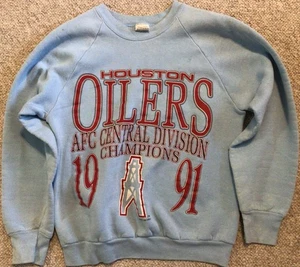 HOUSTON
OILERS
AFC CENTRAL DIVISION
CHAMPIONS
19 91